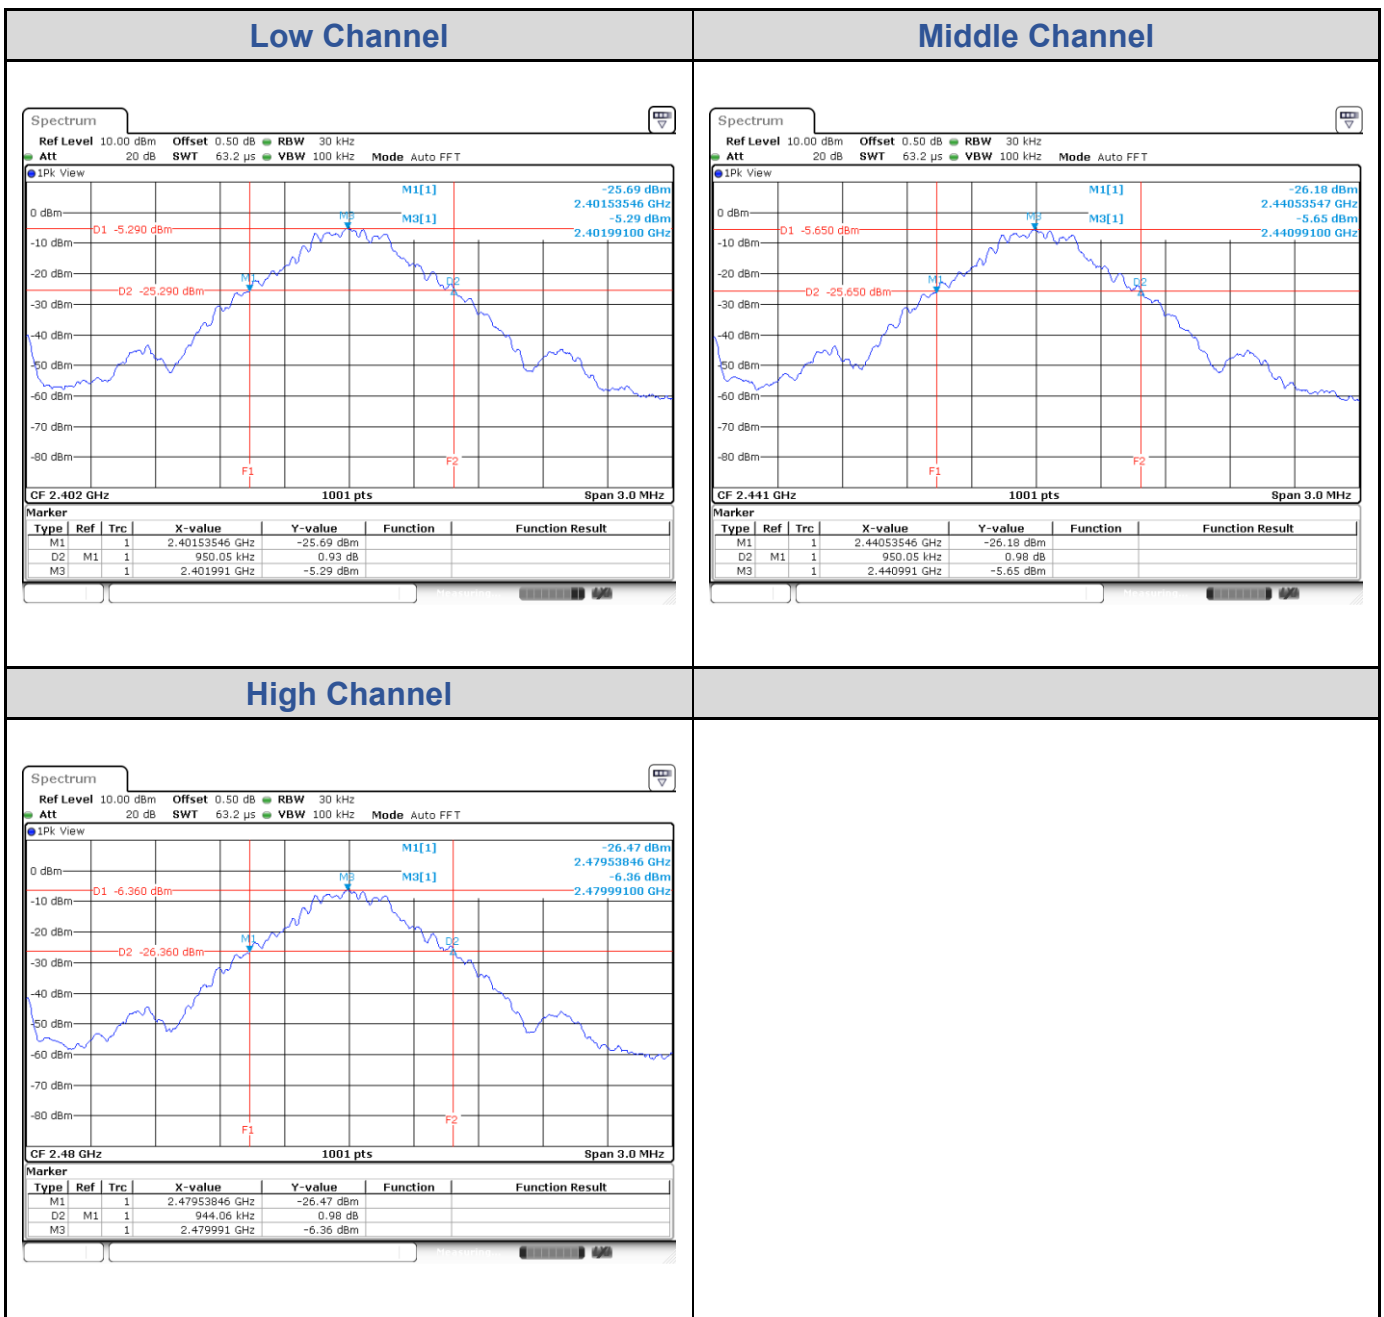 Low Channel
Middle Channel
Spectrum
Ref Level 10.00 dBm Offset 0.50 dB RBW 30 kHz
Att 20 dB SWT 63.2 µs VBW 100 kHz Mode Auto FFT
1Pk View
M1[1] -25.69 dBm
2.40153546 GHz
M3[1] -5.29 dBm
2.40199100 GHz
0 dBm
D1 -5.290 dBm
-10 dBm
-20 dBm
D2 -25.290 dBm
-30 dBm
-40 dBm
-50 dBm
-60 dBm
-70 dBm
-80 dBm
M1
M3
D2
F1
F2
CF 2.402 GHz 1001 pts Span 3.0 MHz
Marker
Type Ref Trc X-value Y-value Function Function Result
M1 1 2.40153546 GHz -25.69 dBm
D2 M1 1 950.05 kHz 0.93 dB
M3 1 2.401991 GHz -5.29 dBm
Measuring...
Spectrum
Ref Level 10.00 dBm Offset 0.50 dB RBW 30 kHz
Att 20 dB SWT 63.2 µs VBW 100 kHz Mode Auto FFT
1Pk View
M1[1] -26.18 dBm
2.44053547 GHz
M3[1] -5.65 dBm
2.44099100 GHz
0 dBm
D1 -5.650 dBm
-10 dBm
-20 dBm
D2 -25.650 dBm
-30 dBm
-40 dBm
-50 dBm
-60 dBm
-70 dBm
-80 dBm
M1
M3
D2
F1
F2
CF 2.441 GHz 1001 pts Span 3.0 MHz
Marker
Type Ref Trc X-value Y-value Function Function Result
M1 1 2.44053546 GHz -26.18 dBm
D2 M1 1 950.05 kHz 0.98 dB
M3 1 2.440991 GHz -5.65 dBm
Measuring...
High Channel
Spectrum
Ref Level 10.00 dBm Offset 0.50 dB RBW 30 kHz
Att 20 dB SWT 63.2 µs VBW 100 kHz Mode Auto FFT
1Pk View
M1[1] -26.47 dBm
2.47953846 GHz
M3[1] -6.36 dBm
2.47999100 GHz
0 dBm
D1 -6.360 dBm
-10 dBm
-20 dBm
D2 -26.360 dBm
-30 dBm
-40 dBm
-50 dBm
-60 dBm
-70 dBm
-80 dBm
M1
M3
D2
F1
F2
CF 2.48 GHz 1001 pts Span 3.0 MHz
Marker
Type Ref Trc X-value Y-value Function Function Result
M1 1 2.47953846 GHz -26.47 dBm
D2 M1 1 944.06 kHz 0.98 dB
M3 1 2.479991 GHz -6.36 dBm
Measuring...